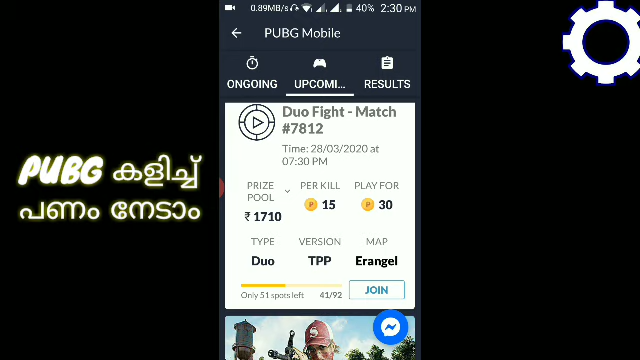 0.89MB/s 40% 2:30 PM
PUBG Mobile
ONGOING UPCOMI... RESULTS
Duo Fight - Match
#7812
Time: 28/03/2020 at
07:30 PM
PUBG കളിച്ച്
പണം നേടാം
PRIZE POOL PER KILL PLAY FOR
₹ 1710 P 15 P 30
TYPE VERSION MAP
Duo TPP Erangel
Only 51 spots left 41/92 JOIN